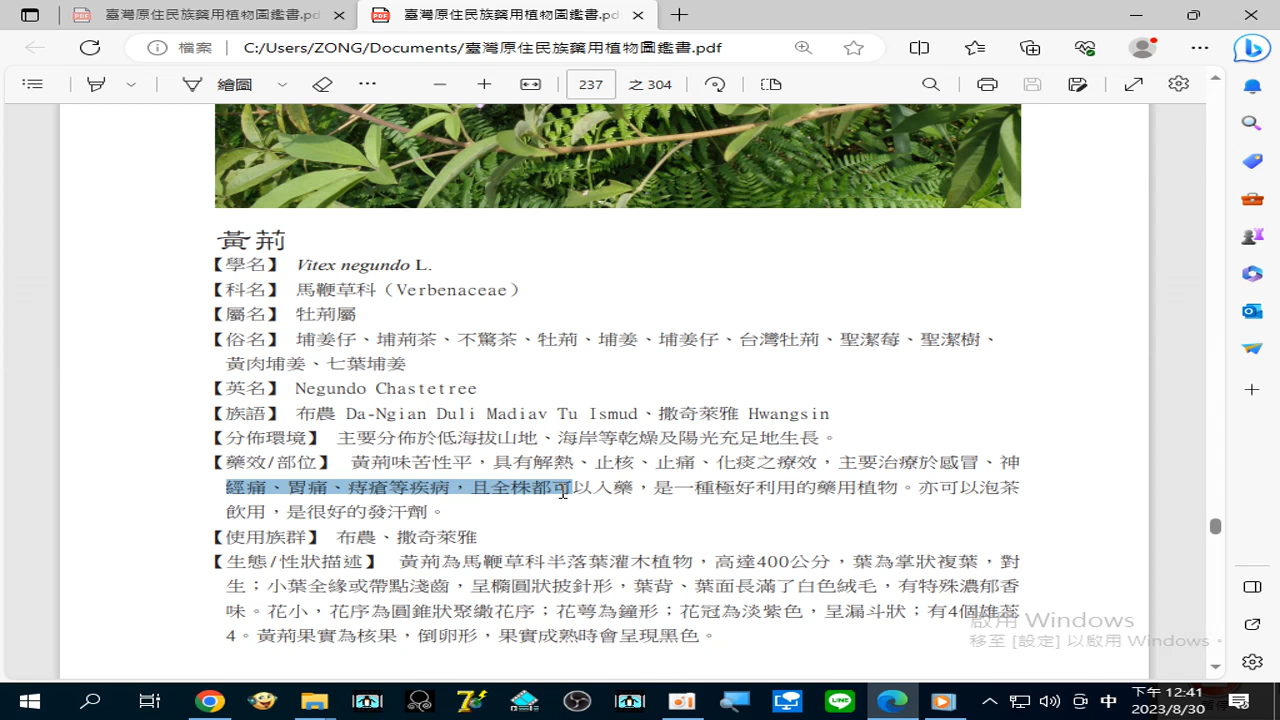 臺灣原住民族藥用植物圖鑑書.pdf
臺灣原住民族藥用植物圖鑑書.pdf
檔案
C:/Users/ZONG/Documents/臺灣原住民族藥用植物圖鑑書.pdf
繪圖
237 之 304
黃荊
【學名】 Vitex negundo L.
【科名】 馬鞭草科（Verbenaceae）
【屬名】 牡荊屬
【俗名】 埔姜仔、埔荊茶、不驚茶、牡荊、埔姜、埔姜仔、台灣牡荊、聖潔莓、聖潔樹、
黃肉埔姜、七葉埔姜
【英名】 Negundo Chastetree
【族語】 布農 Da-Ngian Duli Madiav Tu Ismud、撒奇萊雅 Hwangsin
【分佈環境】 主要分佈於低海拔山地、海岸等乾燥及陽光充足地生長。
【藥效/部位】 黃荊味苦性平，具有解熱、止核、止痛、化痰之療效，主要治療於感冒、神
經痛、胃痛、痔瘡等疾病，且全株都可以入藥，是一種極好利用的藥用植物。亦可以泡茶
飲用，是很好的發汗劑。
【使用族群】 布農、撒奇萊雅
【生態/性狀描述】 黃荊為馬鞭草科半落葉灌木植物，高達400公分，葉為掌狀複葉，對
生；小葉全緣或帶點淺齒，呈橢圓狀披針形，葉背、葉面長滿了白色絨毛，有特殊濃郁香
味。花小，花序為圓錐狀聚繖花序；花萼為鐘形；花冠為淡紫色，呈漏斗狀；有4個雄蕊
4。黃荊果實為核果，倒卵形，果實成熟時會呈現黑色。
啟用 Windows
移至 [設定] 以啟用 Windows。
LINE
中
下午 12:41
2023/8/30